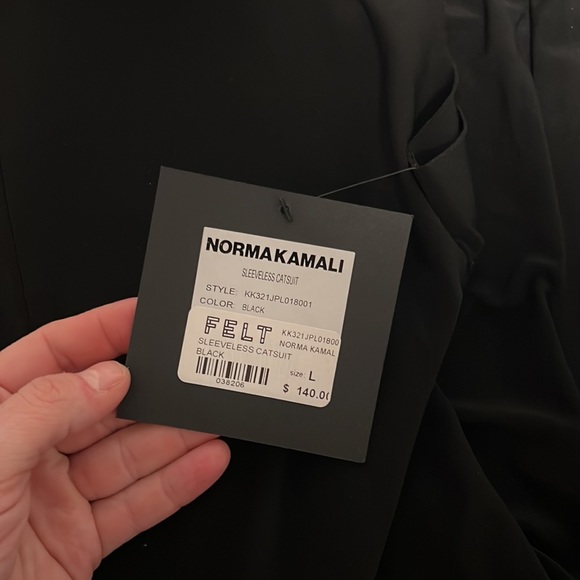 NORMA KAMALI
SLEEVELESS CATSUIT
STYLE: KK321JPL018001
COLOR: BLACK
FELT KK321JPL01800
NORMA KAMAL
SLEEVELESS CATSUIT
BLACK
size: L
038206
$ 140.00